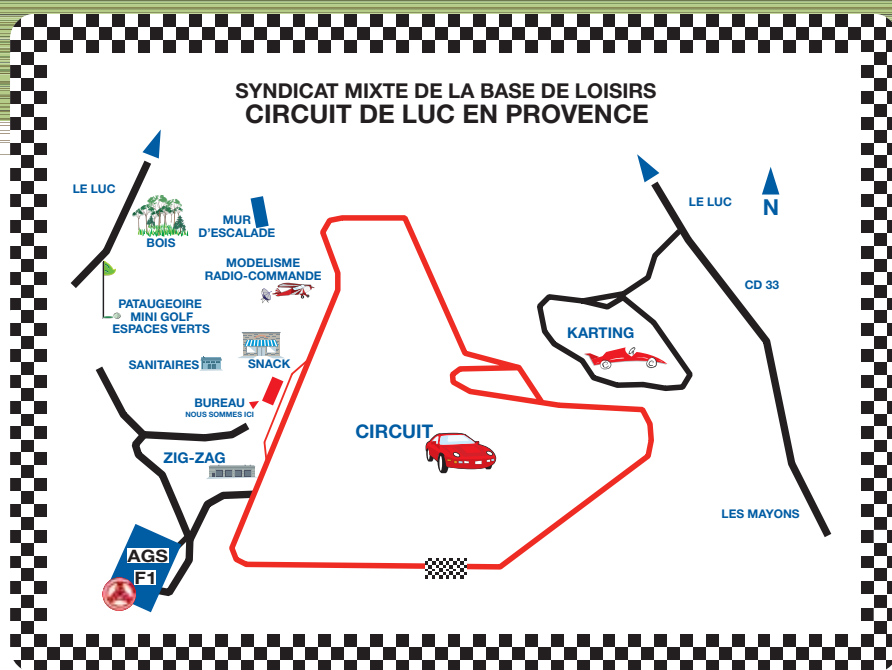 SYNDICAT MIXTE DE LA BASE DE LOISIRS
CIRCUIT DE LUC EN PROVENCE
LE LUC
BOIS
MUR
D'ESCALADE
MODELISME
RADIO-COMMANDE
PATAUGEOIRE
MINI GOLF
ESPACES VERTS
SANITAIRES
SNACK
BUREAU
NOUS SOMMES ICI
ZIG-ZAG
AGS
F1
CIRCUIT
KARTING
LE LUC
N
CD 33
LES MAYONS